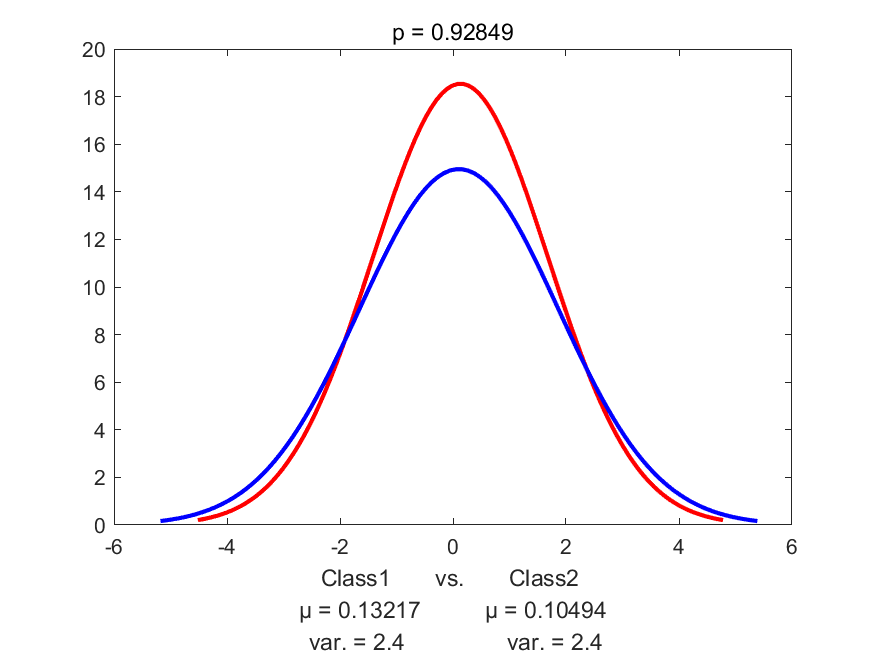 p = 0.92849
20
18
16
14
12
10
8
6
4
2
0
-6 -4 -2 0 2 4 6
Class1 vs. Class2
μ = 0.13217 μ = 0.10494
var. = 2.4 var. = 2.4